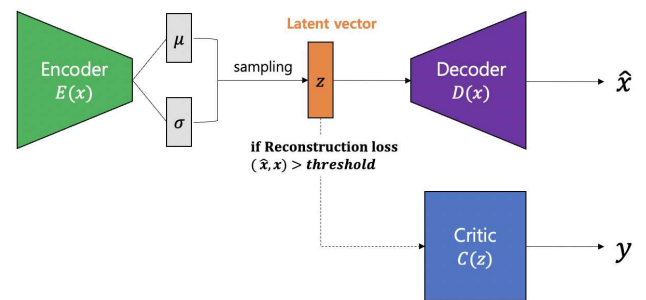 Latent vector
Encoder
E(x)
μ
σ
sampling
z
Decoder
D(x)
x̂
if Reconstruction loss
(x̂, x) > threshold
Critic
C(z)
y